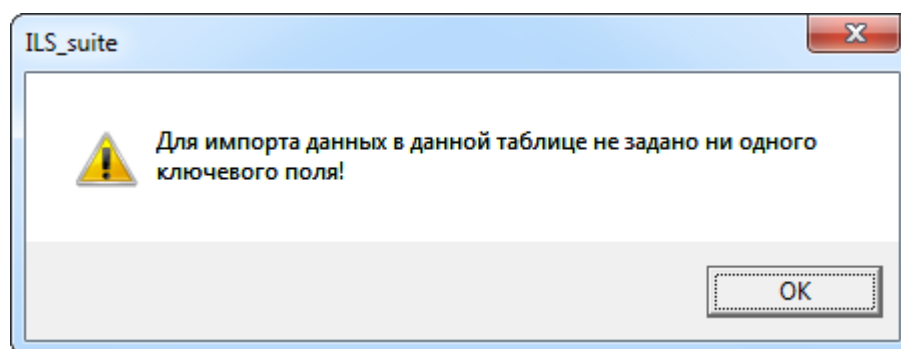 ILS_suite
Для импорта данных в данной таблице не задано ни одного
ключевого поля!
OK